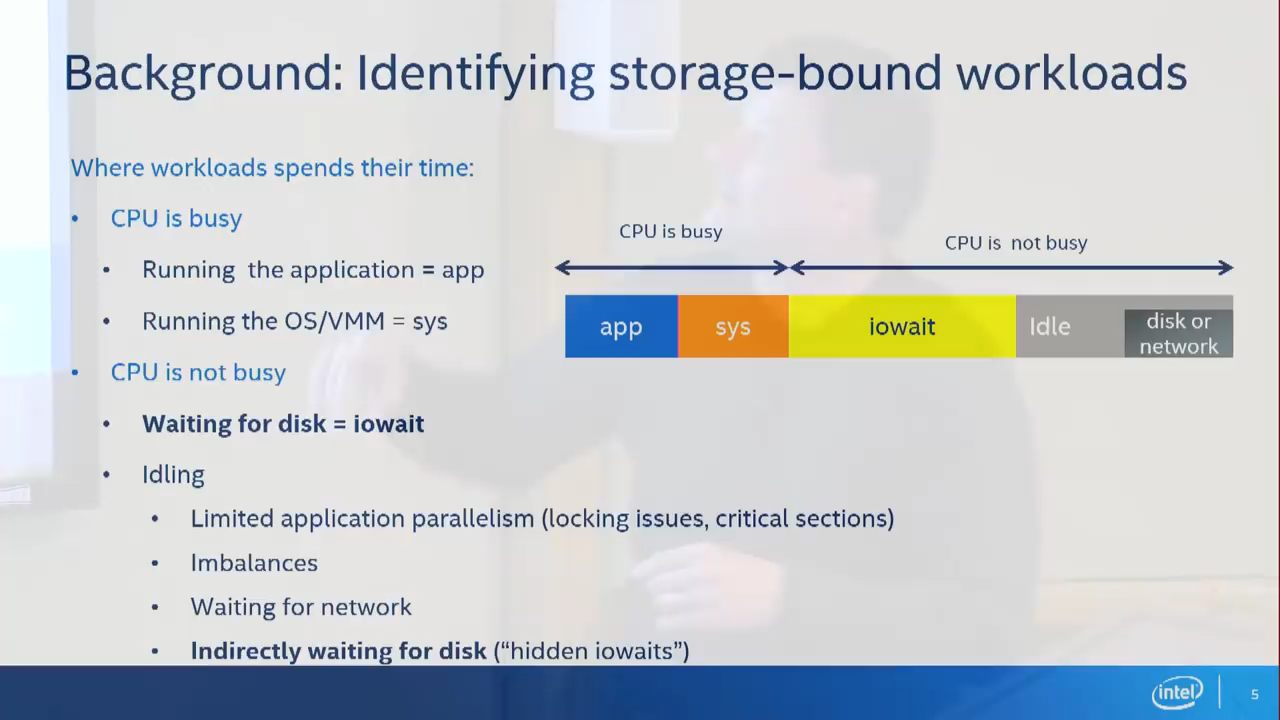 Background: Identifying storage-bound workloads
Where workloads spends their time:
• CPU is busy
• Running the application = app
• Running the OS/VMM = sys
• CPU is not busy
• Waiting for disk = iowait
• Idling
• Limited application parallelism (locking issues, critical sections)
• Imbalances
• Waiting for network
• Indirectly waiting for disk (“hidden iowaits”)
CPU is busy
CPU is not busy
app
sys
iowait
Idle
disk or
network
intel
5